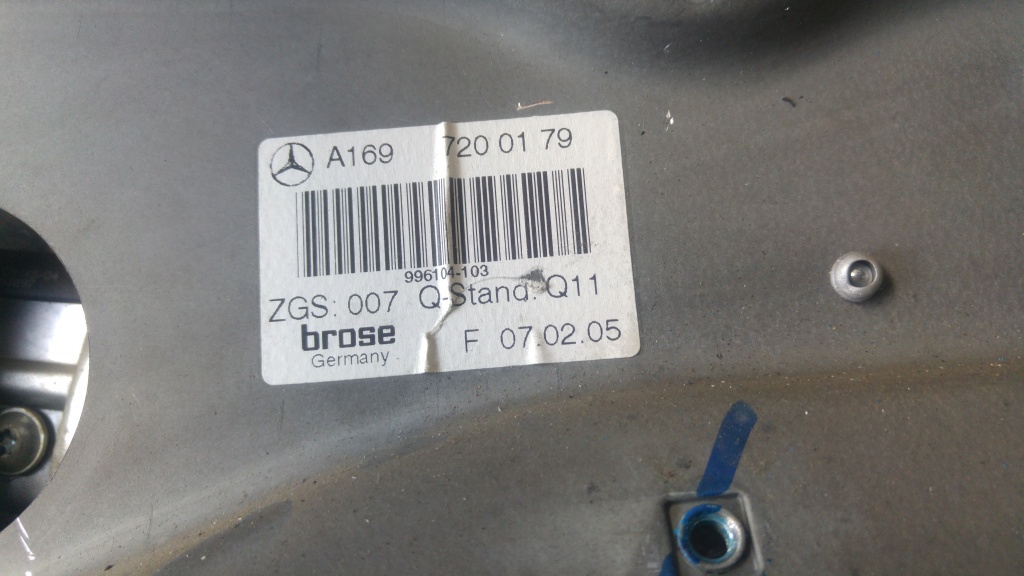 A169 720 01 79
996104-103
ZGS: 007 Q-Stand: Q11
brose F 07.02.05
Germany